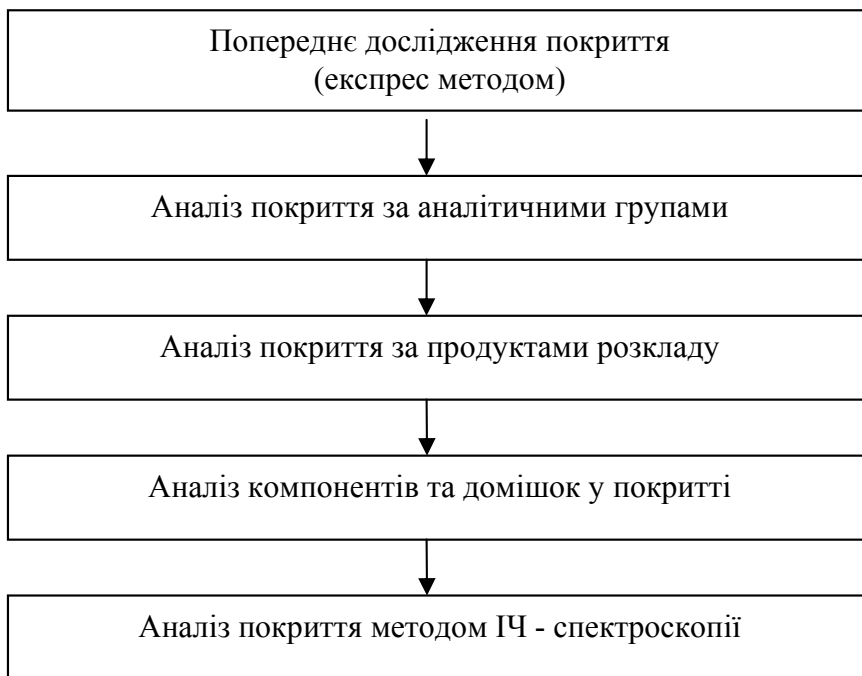 Попереднє дослідження покриття
(експрес методом)
Аналіз покриття за аналітичними групами
Аналіз покриття за продуктами розкладу
Аналіз компонентів та домішок у покритті
Аналіз покриття методом ІЧ - спектроскопії